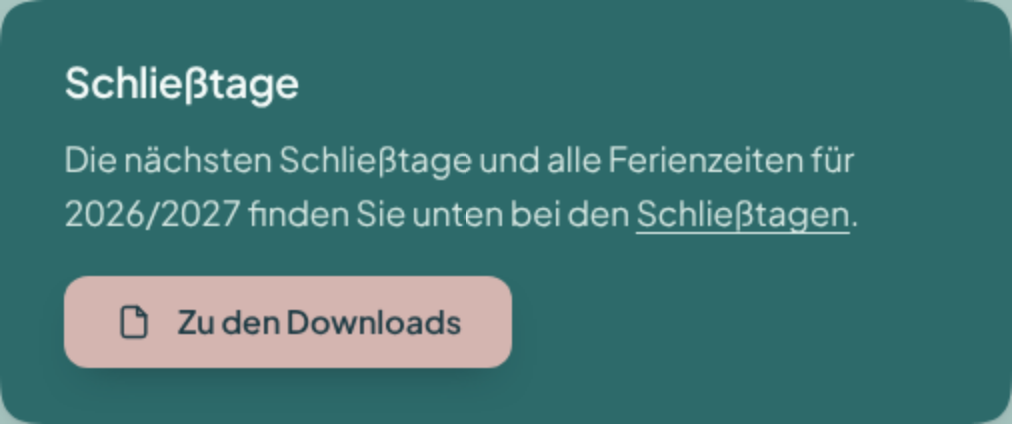 Schließtage
Die nächsten Schließtage und alle Ferienzeiten für
2026/2027 finden Sie unten bei den Schließtagen.
Zu den Downloads